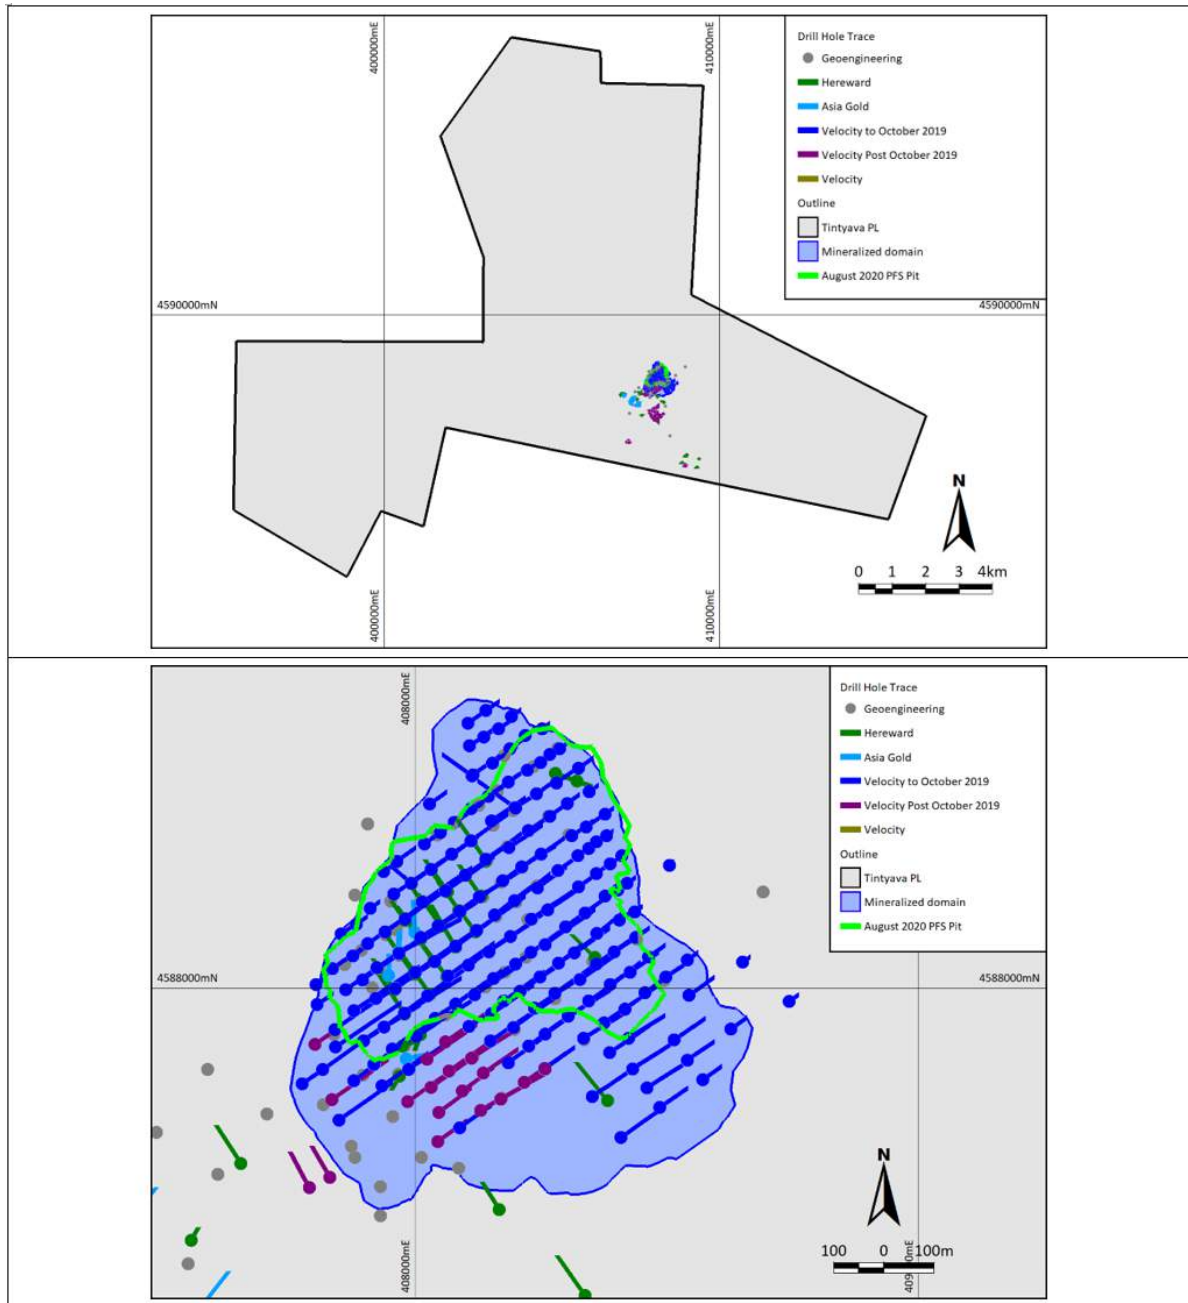 400000mE
410000mE
Drill Hole Trace
Geoengineering
Hereward
Asia Gold
Velocity to October 2019
Velocity Post October 2019
Velocity
Outline
Tintyava PL
Mineralized domain
August 2020 PFS Pit
4590000mN
4590000mN
N
0 1 2 3 4km
400000mE
410000mE
408000mE
Drill Hole Trace
Geoengineering
Hereward
Asia Gold
Velocity to October 2019
Velocity Post October 2019
Velocity
Outline
Tintyava PL
Mineralized domain
August 2020 PFS Pit
4588000mN
4588000mN
N
100 0 100m
408000mE